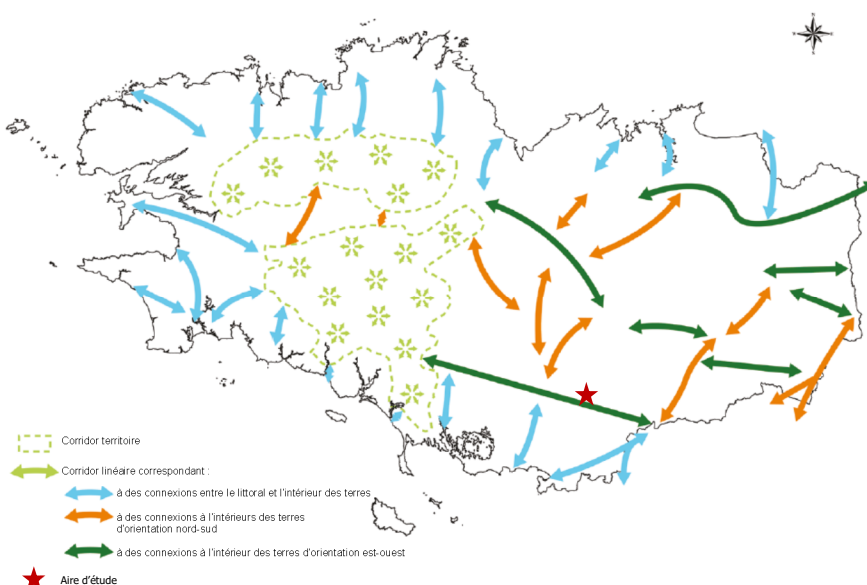 Corridor territoire
Corridor linéaire correspondant :
à des connexions entre le littoral et l'intérieur des terres
à des connexions à l'intérieurs des terres
d'orientation nord-sud
à des connexions à l'intérieur des terres d'orientation est-ouest
Aire d'étude